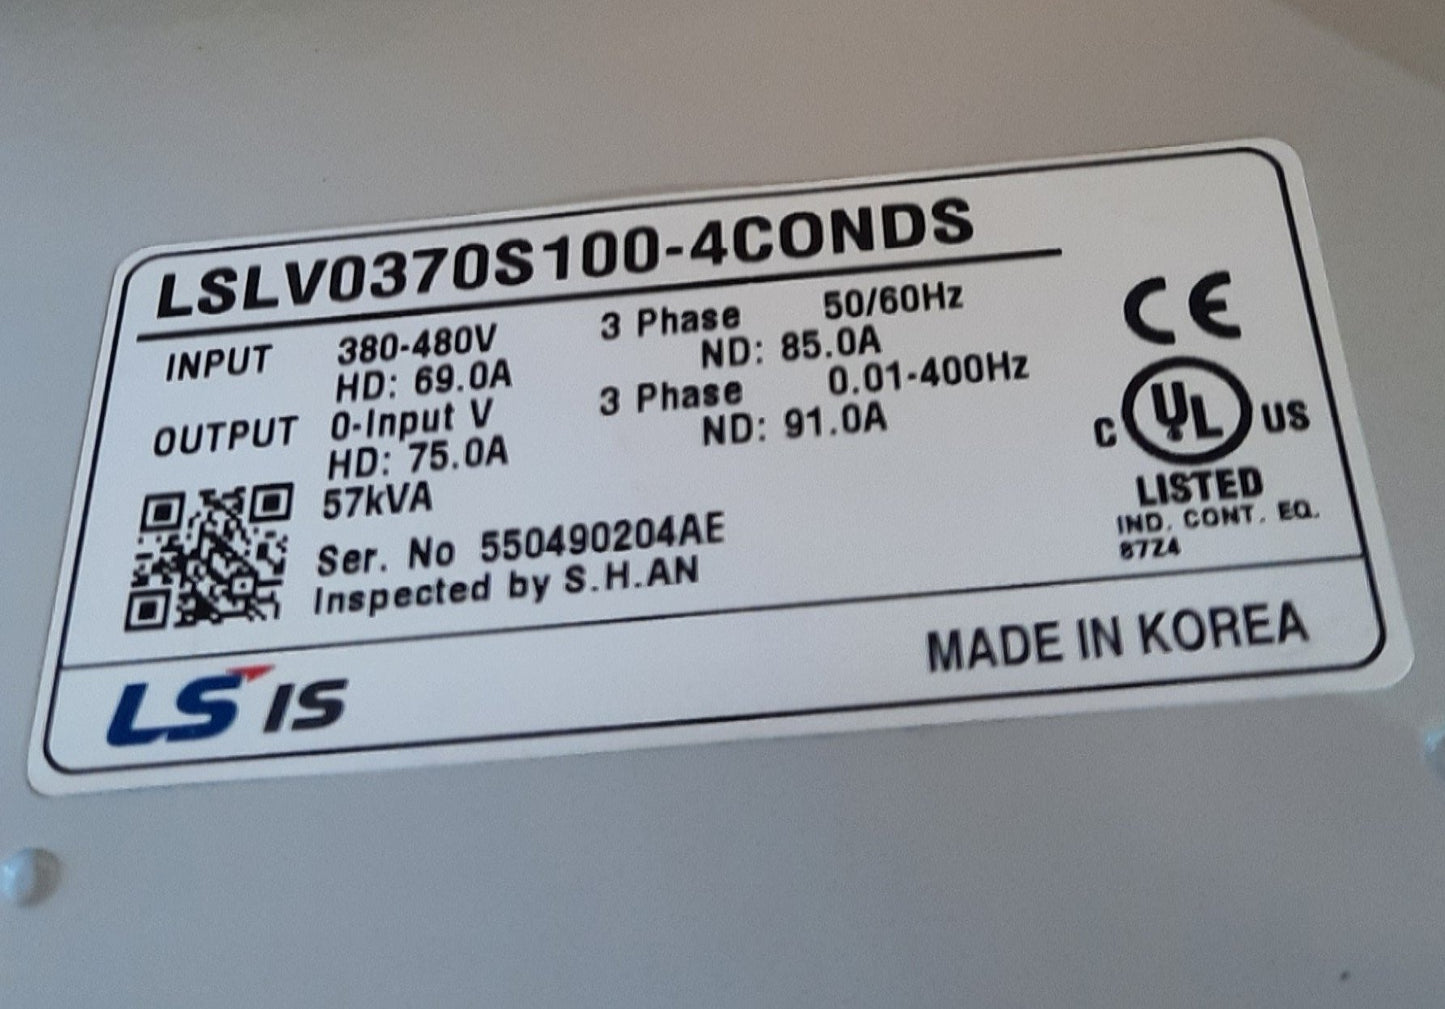 LSLV0370S100-4CONDS
INPUT 380-480V 3 Phase 50/60Hz
HD: 69.0A ND: 85.0A
OUTPUT 0-Input V 3 Phase 0.01-400Hz
HD: 75.0A ND: 91.0A
57kVA
Ser. No 550490204AE
Inspected by S.H.AN
CE
C UL US
LISTED
IND. CONT. EQ.
87Z4
LS IS
MADE IN KOREA